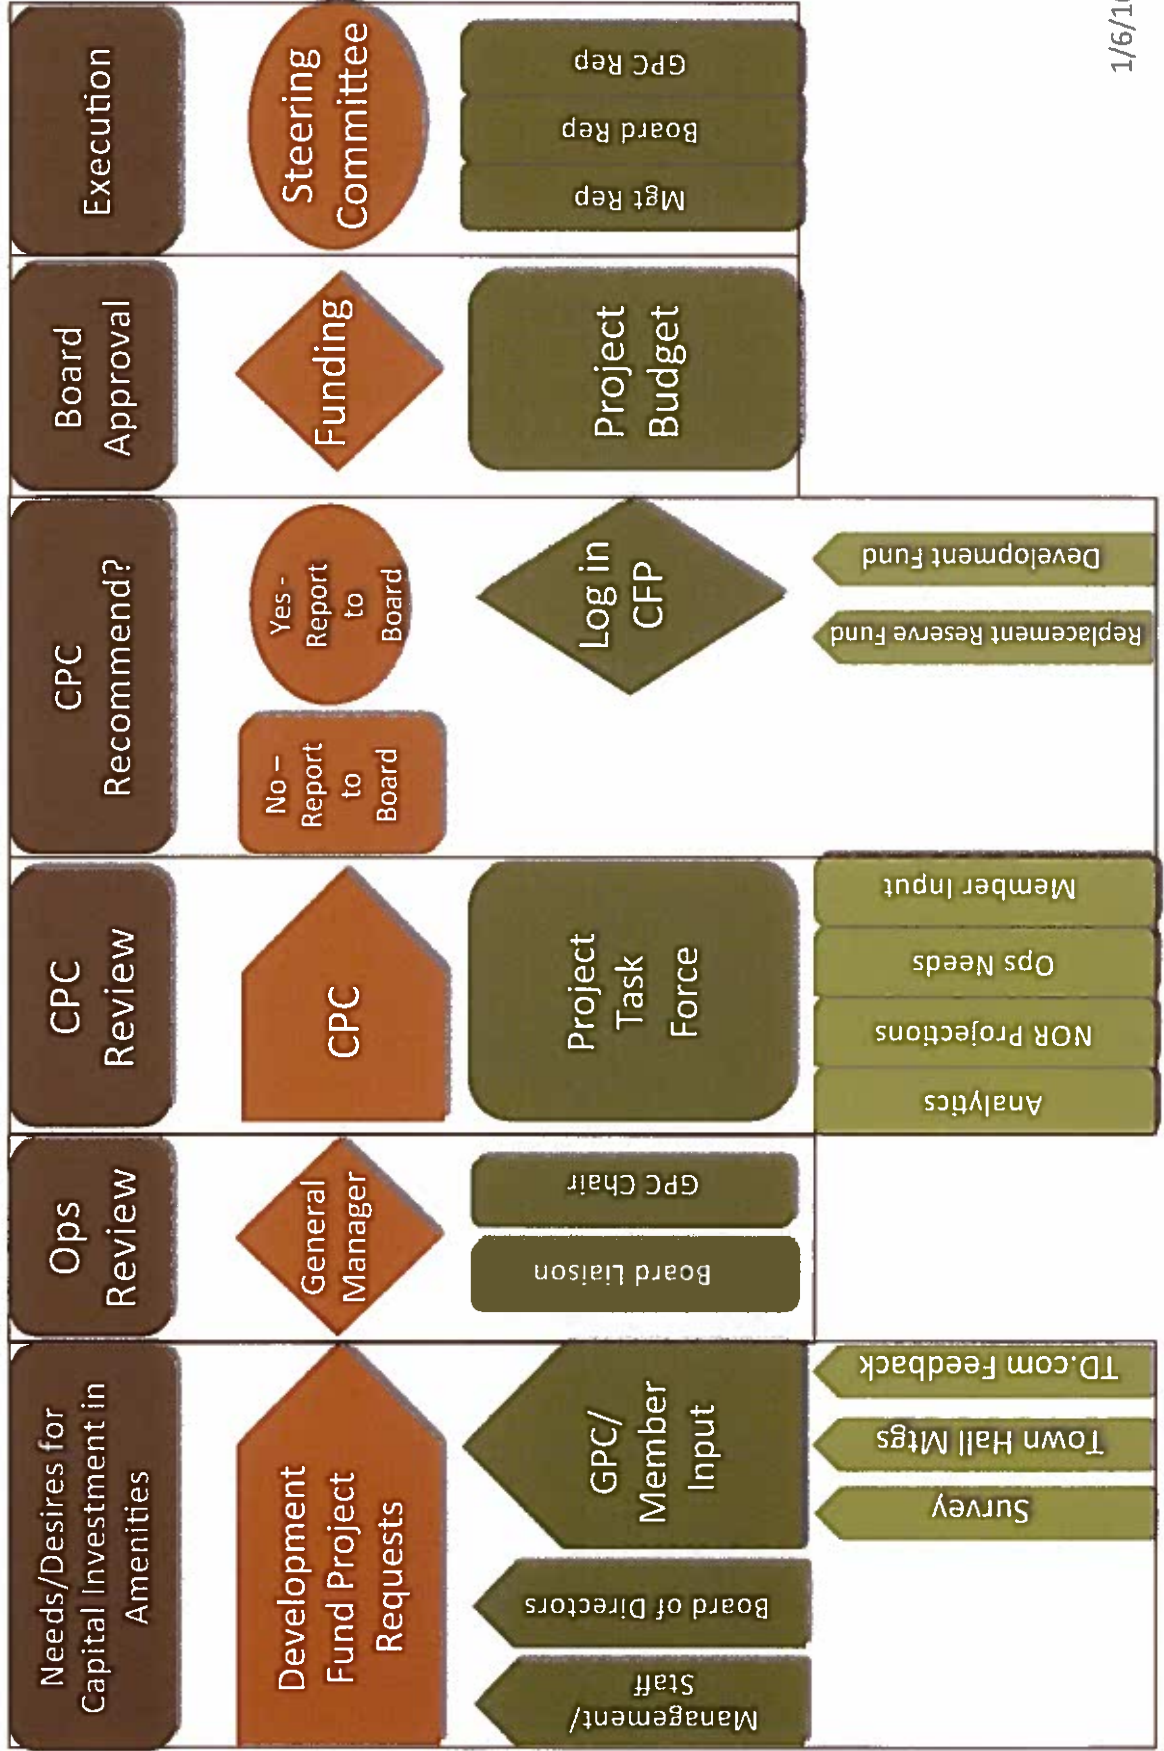 Needs/Desires for
Capital Investment in
Amenities
Development
Fund Project
Requests
Management/
Staff
Board of Directors
GPC/
Member
Input
Survey
Town Hall Mtgs
TD.com Feedback
Ops
Review
General
Manager
Board Liaison
GPC Chair
CPC
Review
CPC
Project
Task
Force
Analytics
NOR Projections
Ops Needs
Member Input
CPC
Recommend?
No –
Report
to
Board
Yes -
Report
to
Board
Log in
CFP
Replacement Reserve Fund
Development Fund
Board
Approval
Funding
Project
Budget
Execution
Steering
Committee
Mgt Rep
Board Rep
GPC Rep